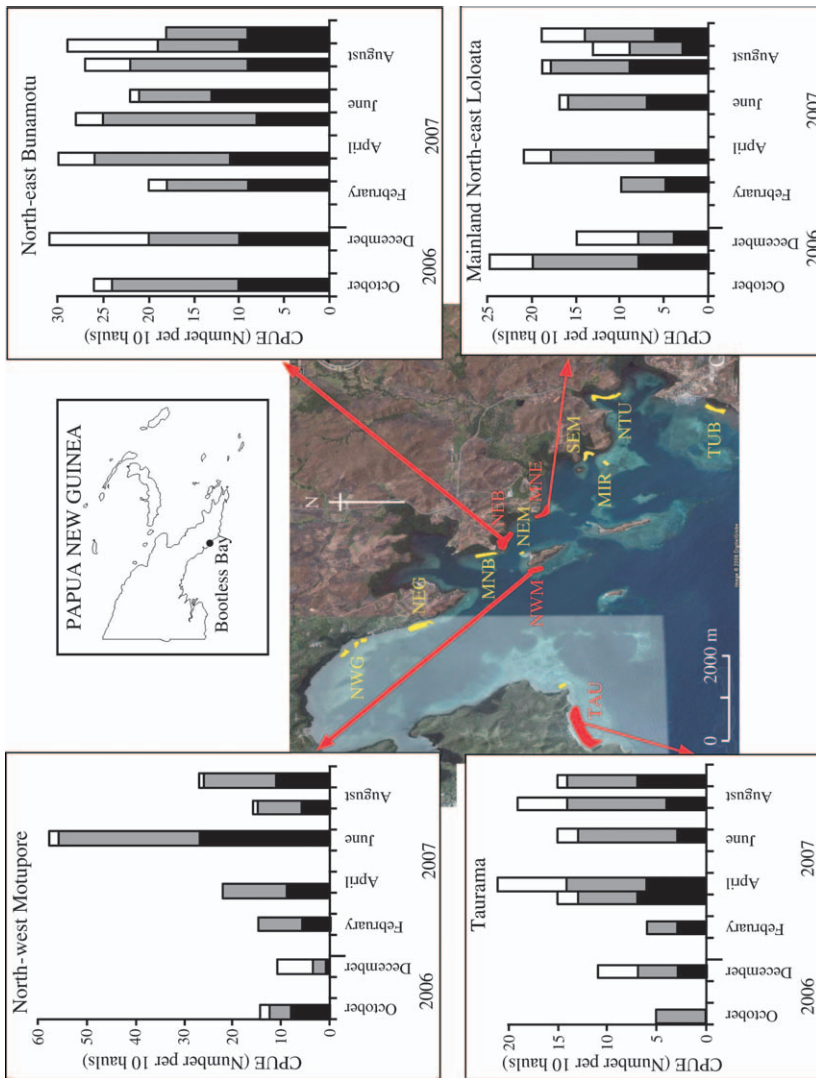 North-west Motupore
CPUE (Number per 10 hauls)
60
50
40
30
20
10
0
October
December
February
April
June
August
2006
2007
PAPUA NEW GUINEA
Bootless Bay
North-east Bunamotu
CPUE (Number per 10 hauls)
30
25
20
15
10
5
0
October
December
February
April
June
August
2006
2007
N
NWG
NEG
MNB
NEB
NEM
NWM
MNE
SEM
MIR
NTU
TUB
TAU
0 2000 m
Taurama
CPUE (Number per 10 hauls)
20
15
10
5
0
October
December
February
April
June
August
2006
2007
Mainland North-east Loloata
CPUE (Number per 10 hauls)
25
20
15
10
5
0
October
December
February
April
June
August
2006
2007